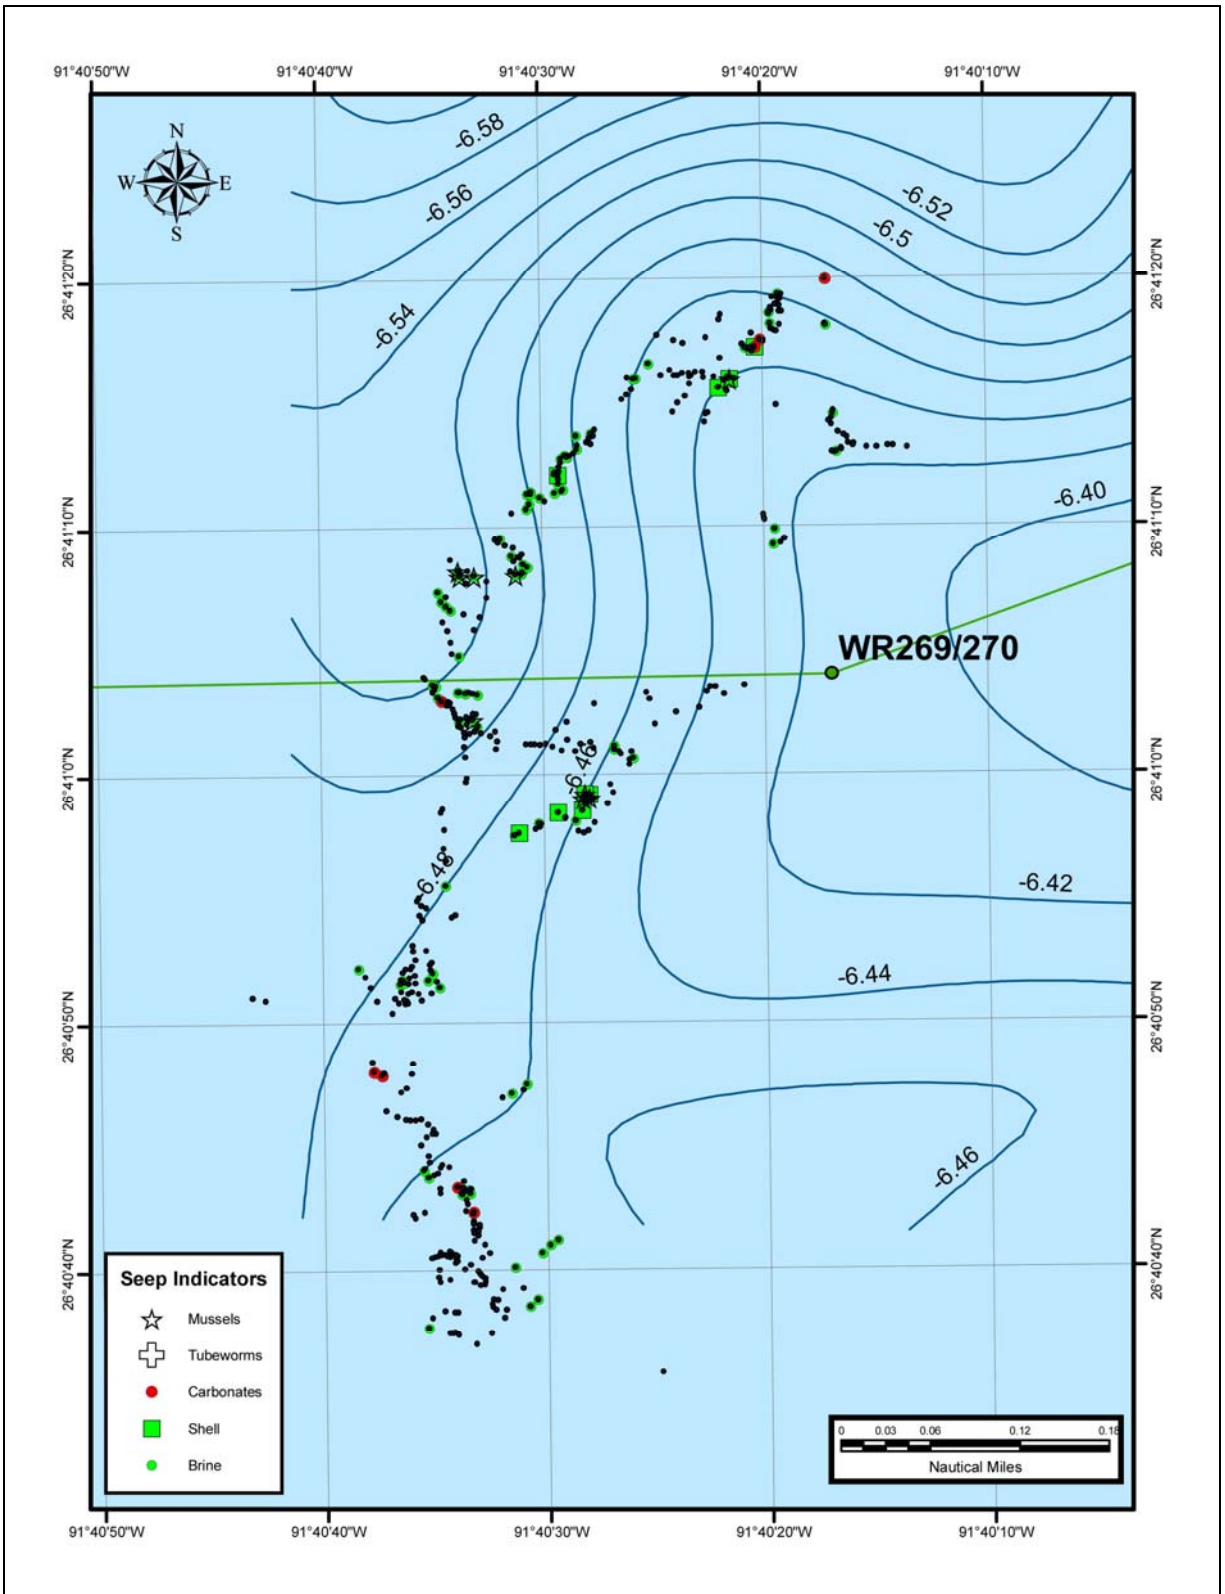 91°40'50"W 91°40'40"W 91°40'30"W 91°40'20"W 91°40'10"W
N
W E
S
-6.58
-6.56
-6.52
-6.5
-6.54
26°41'20"N 26°41'20"N
-6.40
26°41'10"N 26°41'10"N
WR269/270
-6.46
26°41'0"N 26°41'0"N
-6.48
-6.42
-6.44
26°40'50"N 26°40'50"N
-6.46
26°40'40"N 26°40'40"N
Seep Indicators
Mussels
Tubeworms
Carbonates
Shell
Brine
0 0.03 0.06 0.12 0.18
Nautical Miles
91°40'50"W 91°40'40"W 91°40'30"W 91°40'20"W 91°40'10"W